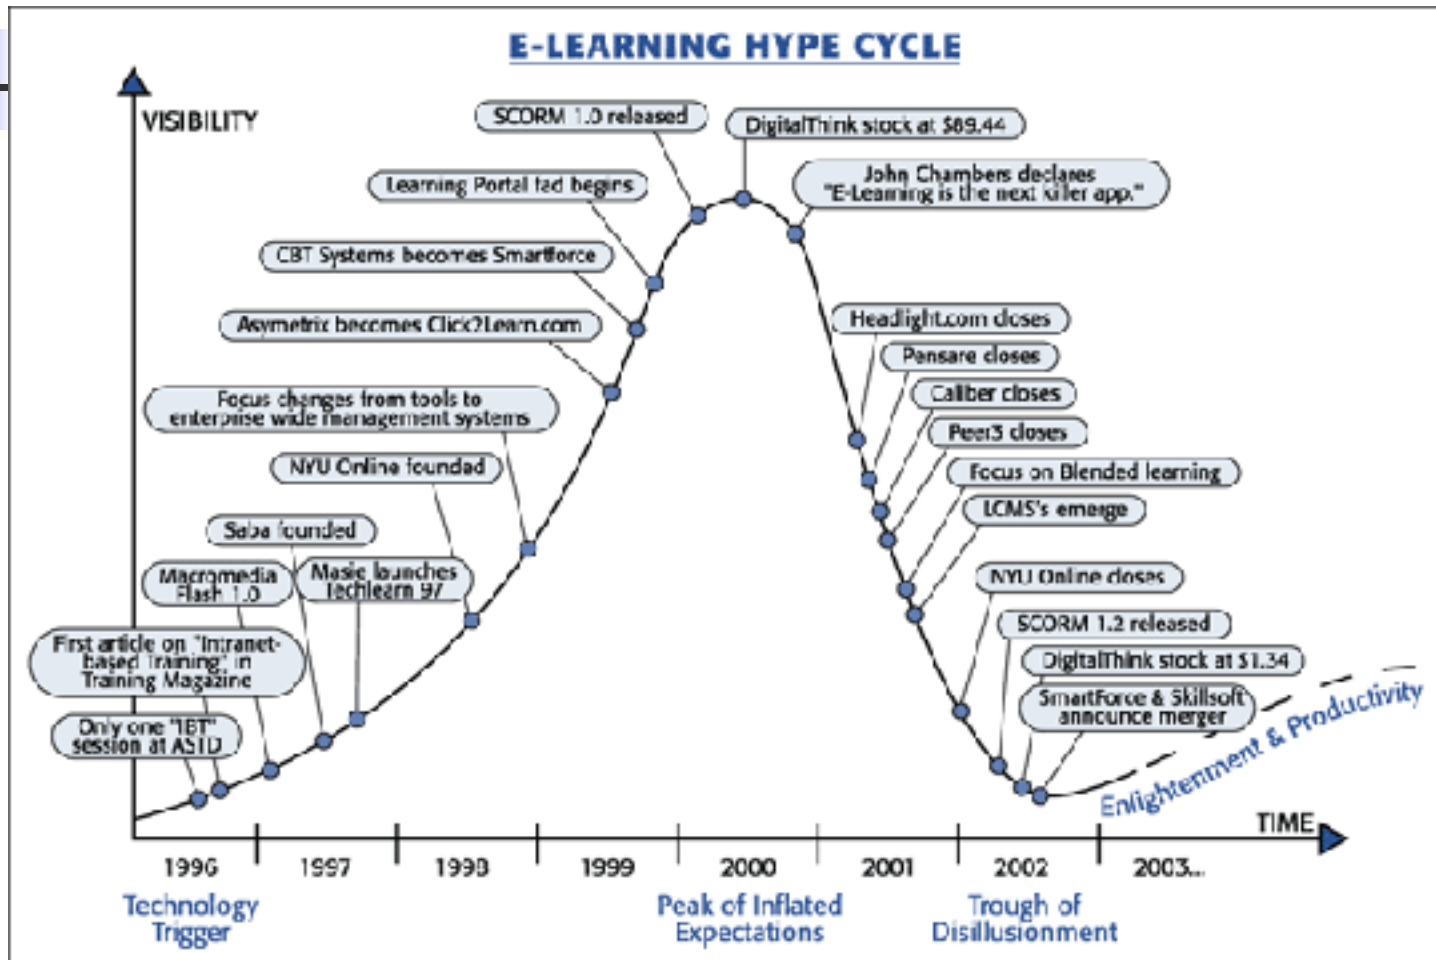 E-LEARNING HYPE CYCLE
VISIBILITY
SCORM 1.0 released
DigitalThink stock at $89.44
Learning Portal fad begins
John Chambers declares
"E-Learning is the next killer app."
CBT Systems becomes Smartforce
Asymetrix becomes Click2Learn.com
Headlight.com closes
Pensare closes
Focus changes from tools to
enterprise wide management systems
Caliber closes
Peer3 closes
NYU Online founded
Focus on Blended learning
LCMS's emerge
Saba founded
Macromedia
Flash 1.0
Masie launches
Techlearn 97
NYU Online closes
SCORM 1.2 released
First article on "Intranet-
based Training" in
Training Magazine
DigitalThink stock at $1.34
SmartForce & Skillsoft
announce merger
Only one "IBT"
session at ASTD
Enlightenment & Productivity
TIME
1996 1997 1998 1999 2000 2001 2002 2003...
Technology
Trigger
Peak of Inflated
Expectations
Trough of
Disillusionment